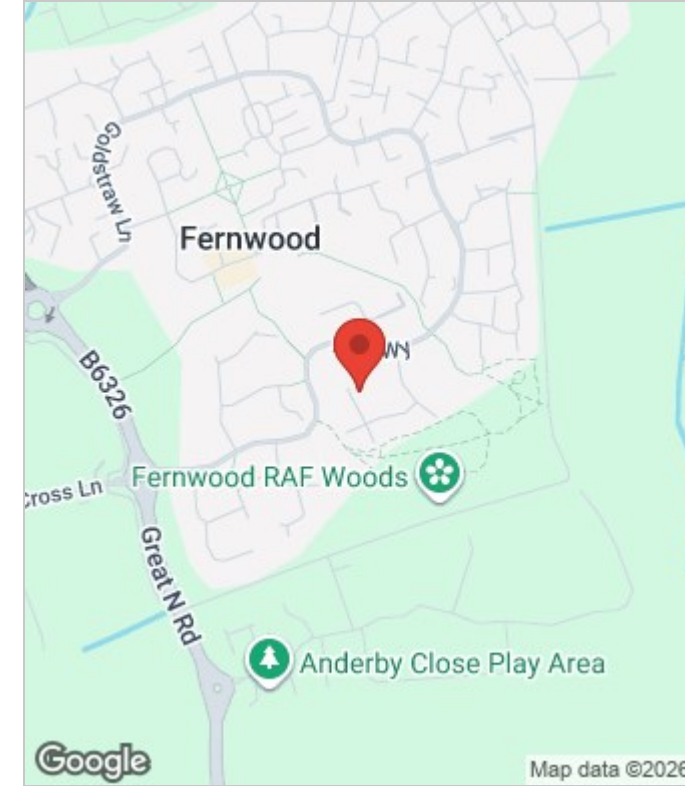 Goldstraw Ln
Fernwood
B6326
Wy
Fernwood RAF Woods
Cross Ln
Great N Rd
Anderby Close Play Area
Google
Map data ©2026